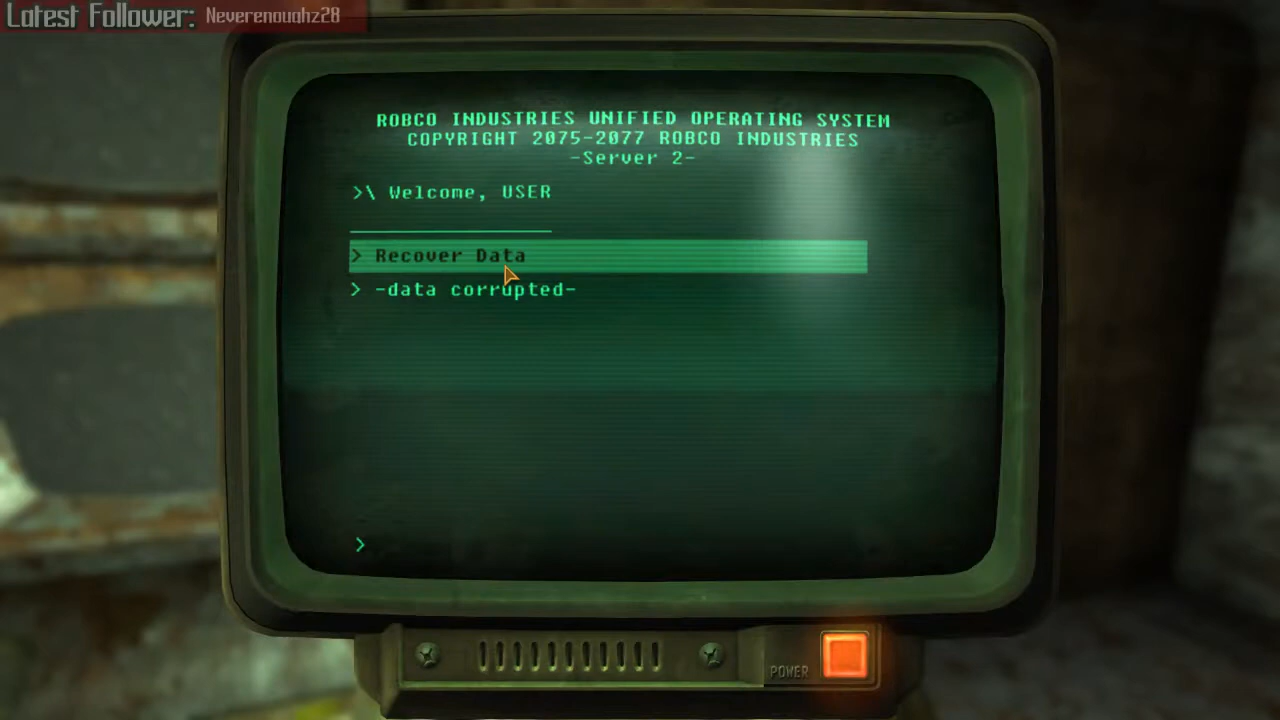 Latest Follower: Neverenoughz28
ROBCO INDUSTRIES UNIFIED OPERATING SYSTEM
COPYRIGHT 2075-2077 ROBCO INDUSTRIES
-Server 2-
>\ Welcome, USER
> Recover Data
> -data corrupted-
>
POWER